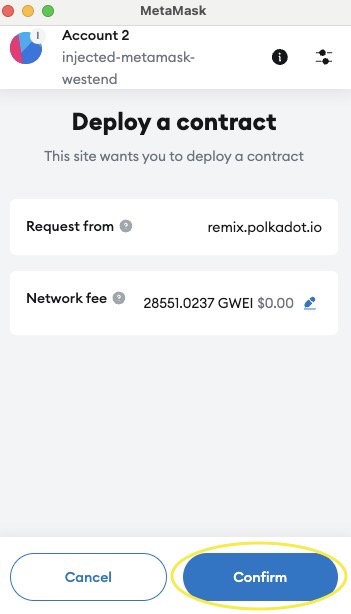 MetaMask
I
Account 2
injected-metamask-
westend
Deploy a contract
This site wants you to deploy a contract
Request from ? remix.polkadot.io
Network fee ? 28551.0237 GWEI $0.00
Cancel
Confirm